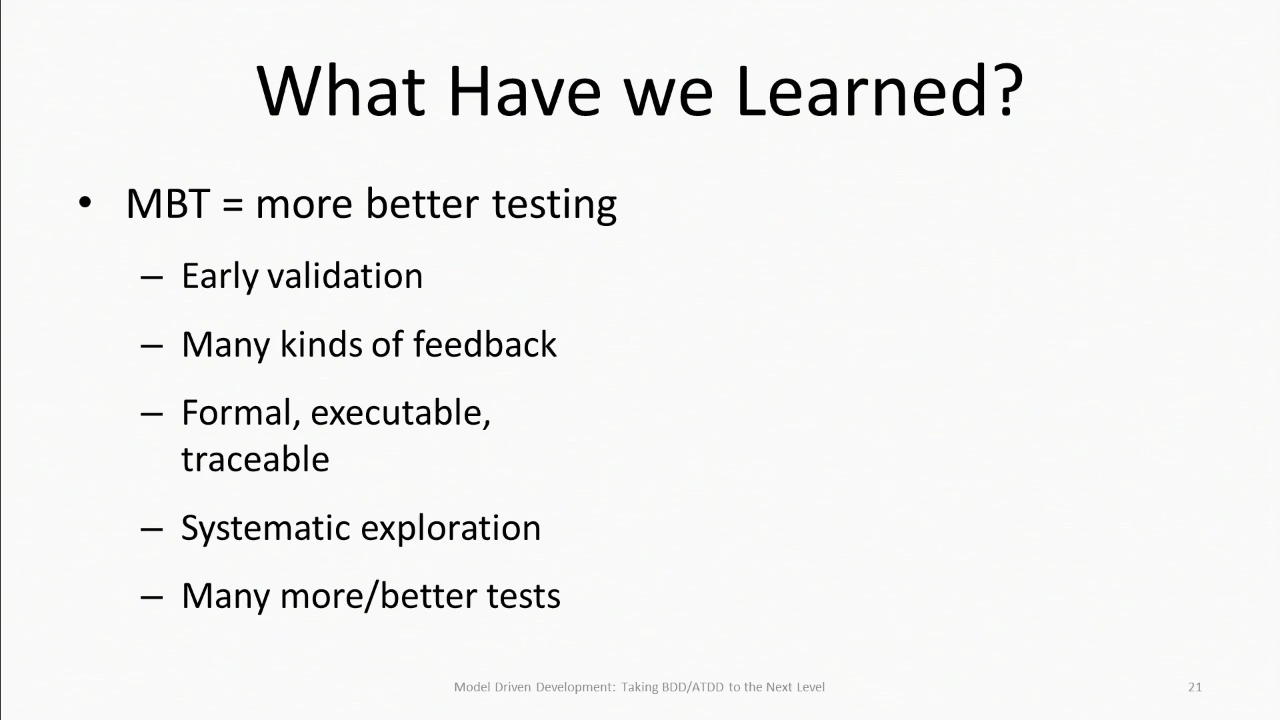 What Have we Learned?
• MBT = more better testing
– Early validation
– Many kinds of feedback
– Formal, executable,
traceable
– Systematic exploration
– Many more/better tests
Model Driven Development: Taking BDD/ATDD to the Next Level
21